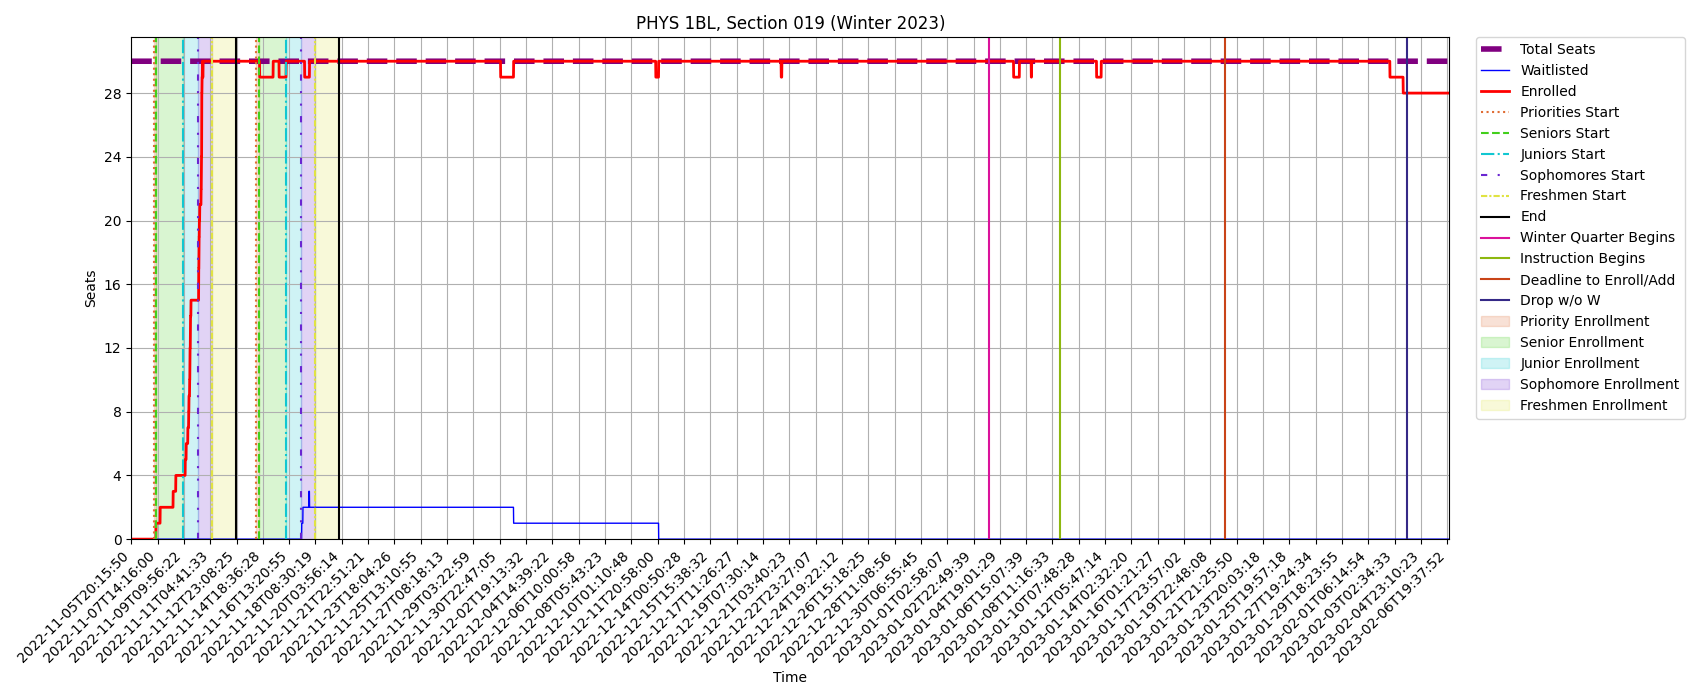 PHYS 1BL, Section 019 (Winter 2023)
Seats
28
24
20
16
12
8
4
0
2022-11-05T20:15:50
2022-11-07T14:16:00
2022-11-09T09:56:22
2022-11-11T04:41:33
2022-11-12T23:08:25
2022-11-14T18:36:28
2022-11-16T13:20:55
2022-11-18T08:30:19
2022-11-20T03:56:14
2022-11-21T22:51:21
2022-11-23T18:04:26
2022-11-25T13:10:55
2022-11-27T08:18:13
2022-11-29T03:22:59
2022-11-30T22:47:05
2022-12-02T19:13:32
2022-12-04T14:39:22
2022-12-06T10:00:58
2022-12-08T05:43:23
2022-12-10T01:10:48
2022-12-11T20:58:00
2022-12-14T00:50:28
2022-12-15T15:38:32
2022-12-17T11:26:27
2022-12-19T07:30:14
2022-12-21T03:40:23
2022-12-22T23:27:07
2022-12-24T19:22:12
2022-12-26T15:18:25
2022-12-28T11:08:56
2022-12-30T06:55:45
2023-01-01T02:58:07
2023-01-02T22:49:39
2023-01-04T19:01:29
2023-01-06T15:07:39
2023-01-08T11:16:33
2023-01-10T07:48:28
2023-01-12T05:47:14
2023-01-14T02:32:20
2023-01-16T01:21:27
2023-01-17T23:57:02
2023-01-19T22:48:08
2023-01-21T21:25:50
2023-01-23T20:03:18
2023-01-25T19:57:18
2023-01-27T19:24:34
2023-01-29T18:23:55
2023-02-01T06:14:54
2023-02-03T02:34:33
2023-02-04T23:10:23
2023-02-06T19:37:52
Time
Total Seats
Waitlisted
Enrolled
Priorities Start
Seniors Start
Juniors Start
Sophomores Start
Freshmen Start
End
Winter Quarter Begins
Instruction Begins
Deadline to Enroll/Add
Drop w/o W
Priority Enrollment
Senior Enrollment
Junior Enrollment
Sophomore Enrollment
Freshmen Enrollment